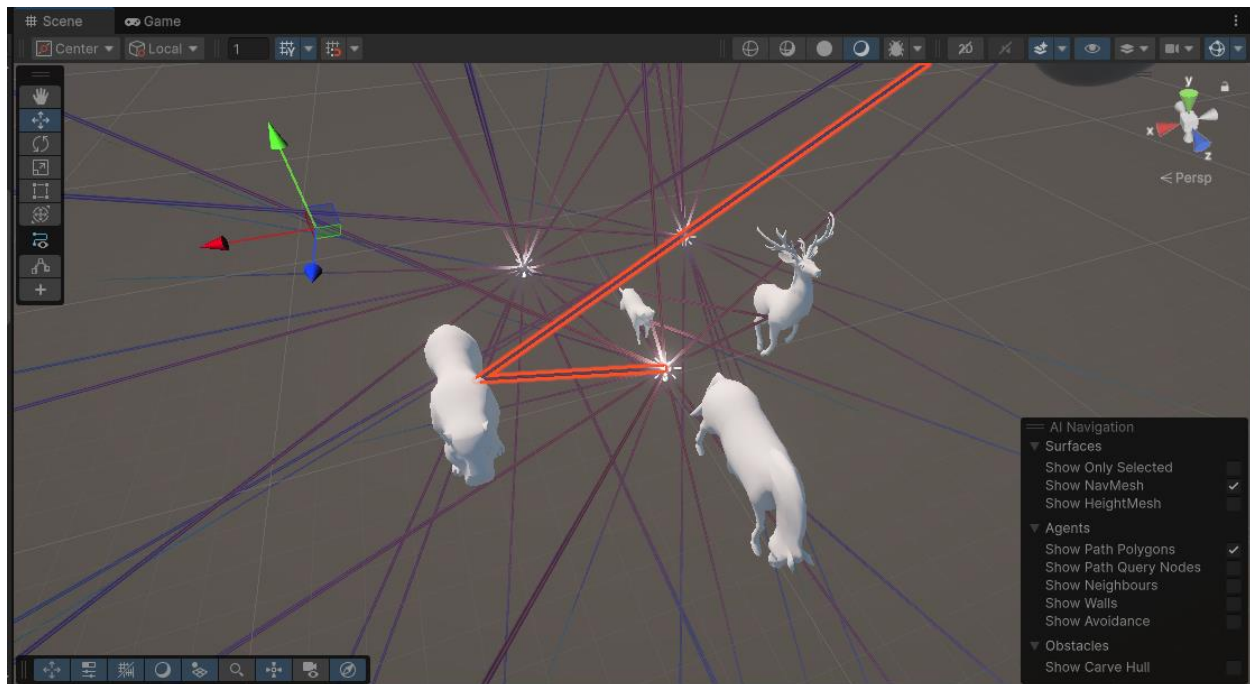 Scene Game
Center Local 1 2D
y
x
z
Persp
AI Navigation
Surfaces
Show Only Selected
Show NavMesh
Show HeightMesh
Agents
Show Path Polygons
Show Path Query Nodes
Show Neighbours
Show Walls
Show Avoidance
Obstacles
Show Carve Hull